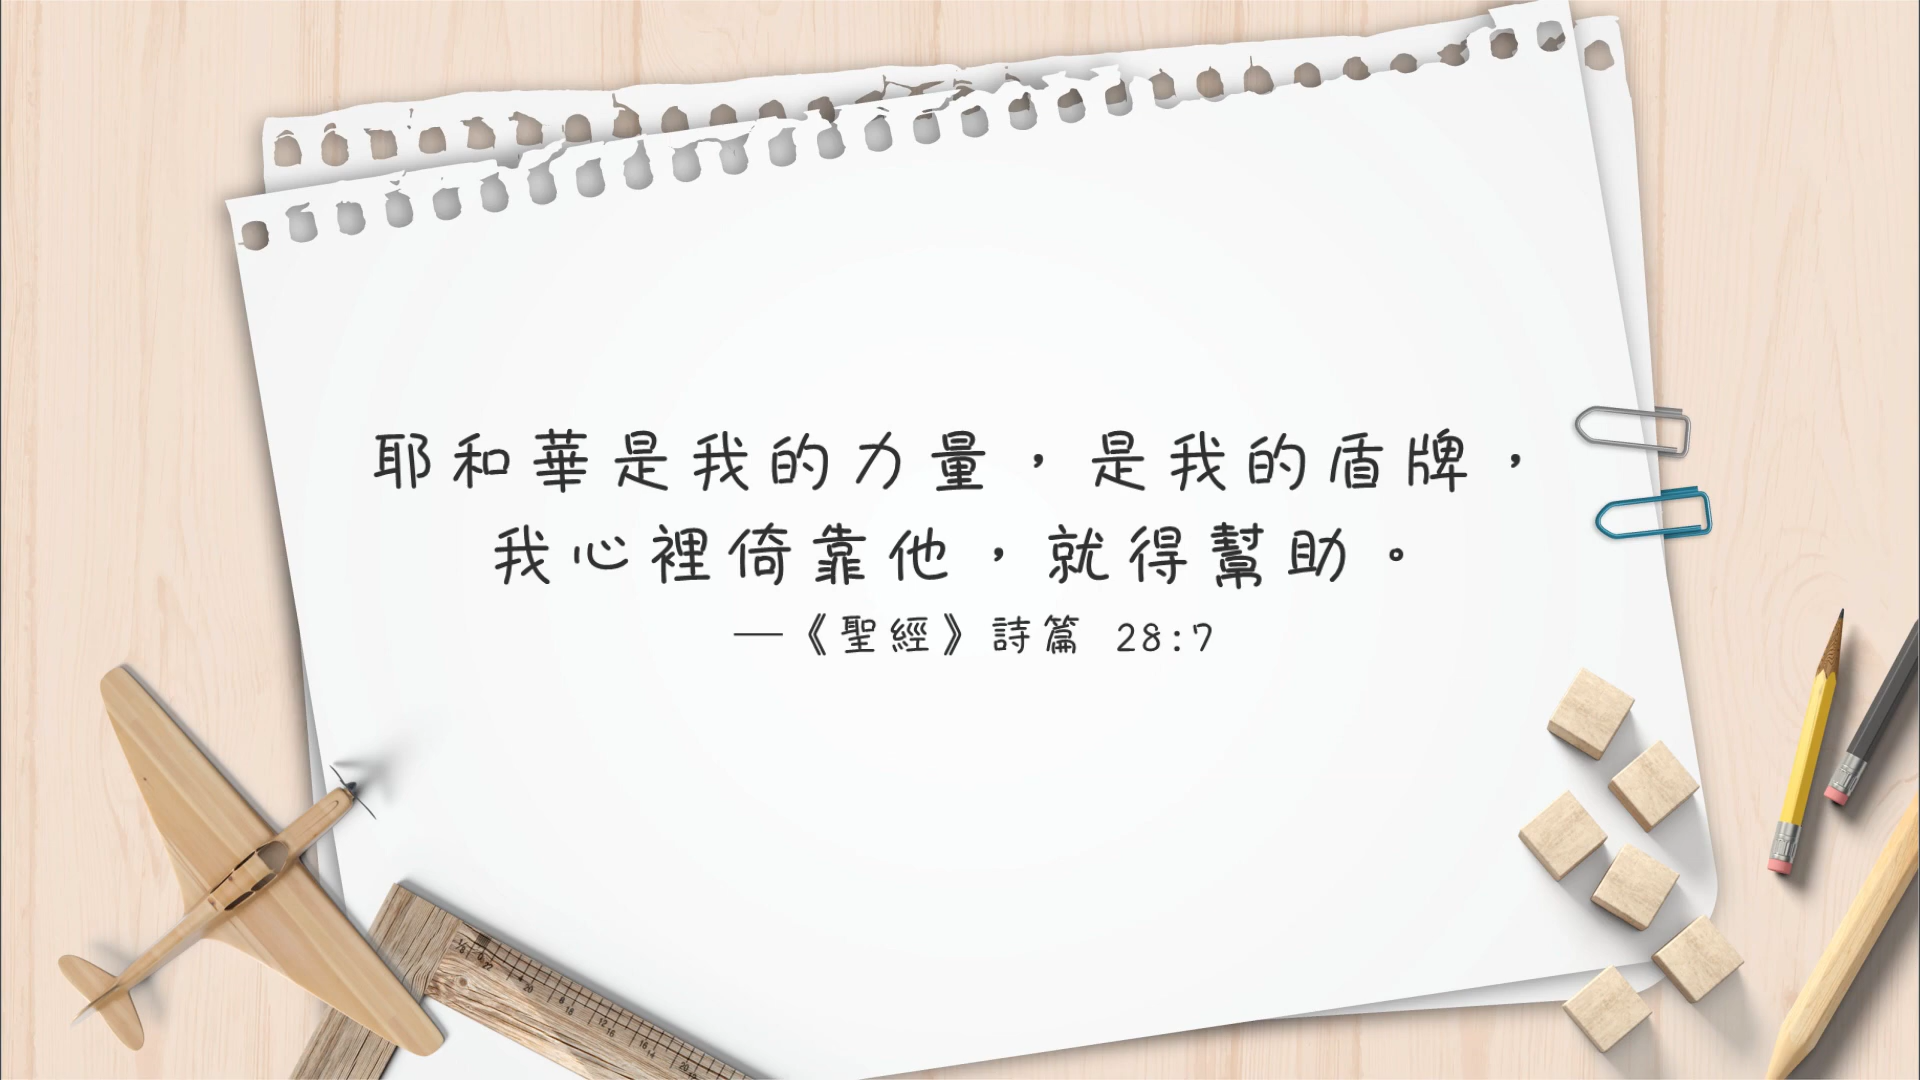 耶和華是我的力量，是我的盾牌，
我心裡倚靠他，就得幫助。
—《聖經》詩篇 28:7